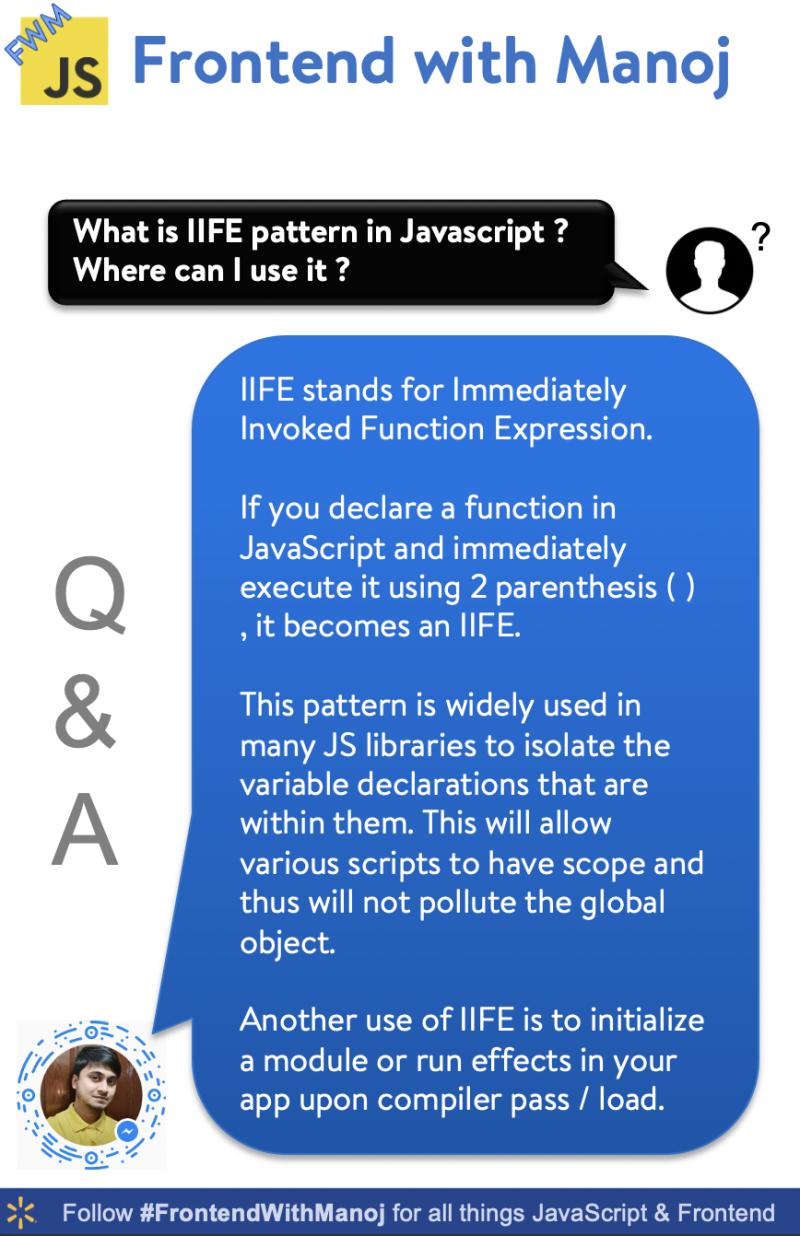 FWM
JS
Frontend with Manoj
What is IIFE pattern in Javascript ?
Where can I use it ?
?
IIFE stands for Immediately
Invoked Function Expression.
If you declare a function in
JavaScript and immediately
execute it using 2 parenthesis ( )
, it becomes an IIFE.
This pattern is widely used in
many JS libraries to isolate the
variable declarations that are
within them. This will allow
various scripts to have scope and
thus will not pollute the global
object.
Another use of IIFE is to initialize
a module or run effects in your
app upon compiler pass / load.
Q
&
A
Follow #FrontendWithManoj for all things JavaScript & Frontend